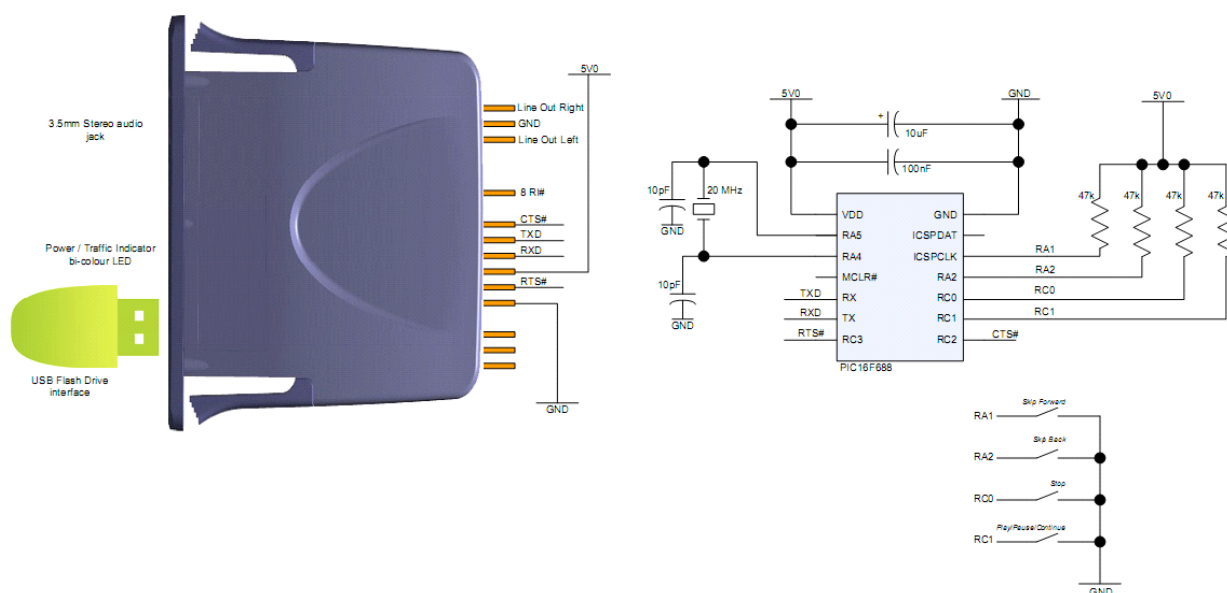 3.5mm Stereo audio
jack
Power / Traffic Indicator
bi-colour LED
USB Flash Drive
interface
5V0
Line Out Right
GND
Line Out Left
8 RI#
CTS#
TXD
RXD
RTS#
GND
5V0
GND
+
10uF
100nF
10pF
20 MHz
GND
10pF
GND
VDD
RA5
RA4
MCLR#
RX
TX
RC3
GND
ICSPDAT
ICSPCLK
RA2
RC0
RC1
RC2
TXD
RXD
RTS#
PIC16F688
RA1
RA2
RC0
RC1
CTS#
5V0
47k
47k
47k
47k
RA1
Skip Forward
RA2
Skip Back
RC0
Stop
RC1
Play/Pause/Continue
GND